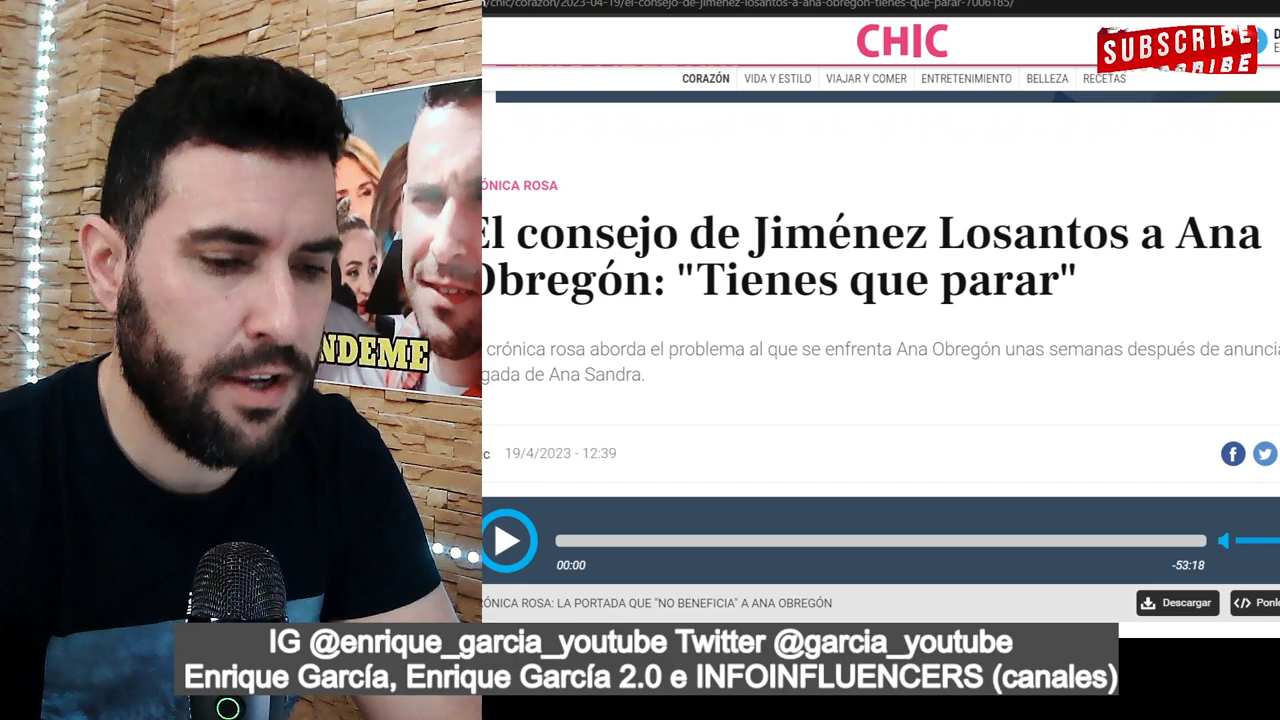 /chic/corazon/2023-04-19/el-consejo-de-jimenez-losantos-a-ana-obregon-tienes-que-parar-7006185/
CHIC
SUBSCRIBE
CORAZÓN VIDA Y ESTILO VIAJAR Y COMER ENTRETENIMIENTO BELLEZA RECETAS
ÓNICA ROSA
El consejo de Jiménez Losantos a Ana
Obregón: "Tienes que parar"
crónica rosa aborda el problema al que se enfrenta Ana Obregón unas semanas después de anuncia
gada de Ana Sandra.
NDEME
ic 19/4/2023 - 12:39
00:00 -53:18
ÓNICA ROSA: LA PORTADA QUE "NO BENEFICIA" A ANA OBREGÓN
Descargar
Ponlo
IG @enrique_garcia_youtube Twitter @garcia_youtube
Enrique García, Enrique García 2.0 e INFOINFLUENCERS (canales)